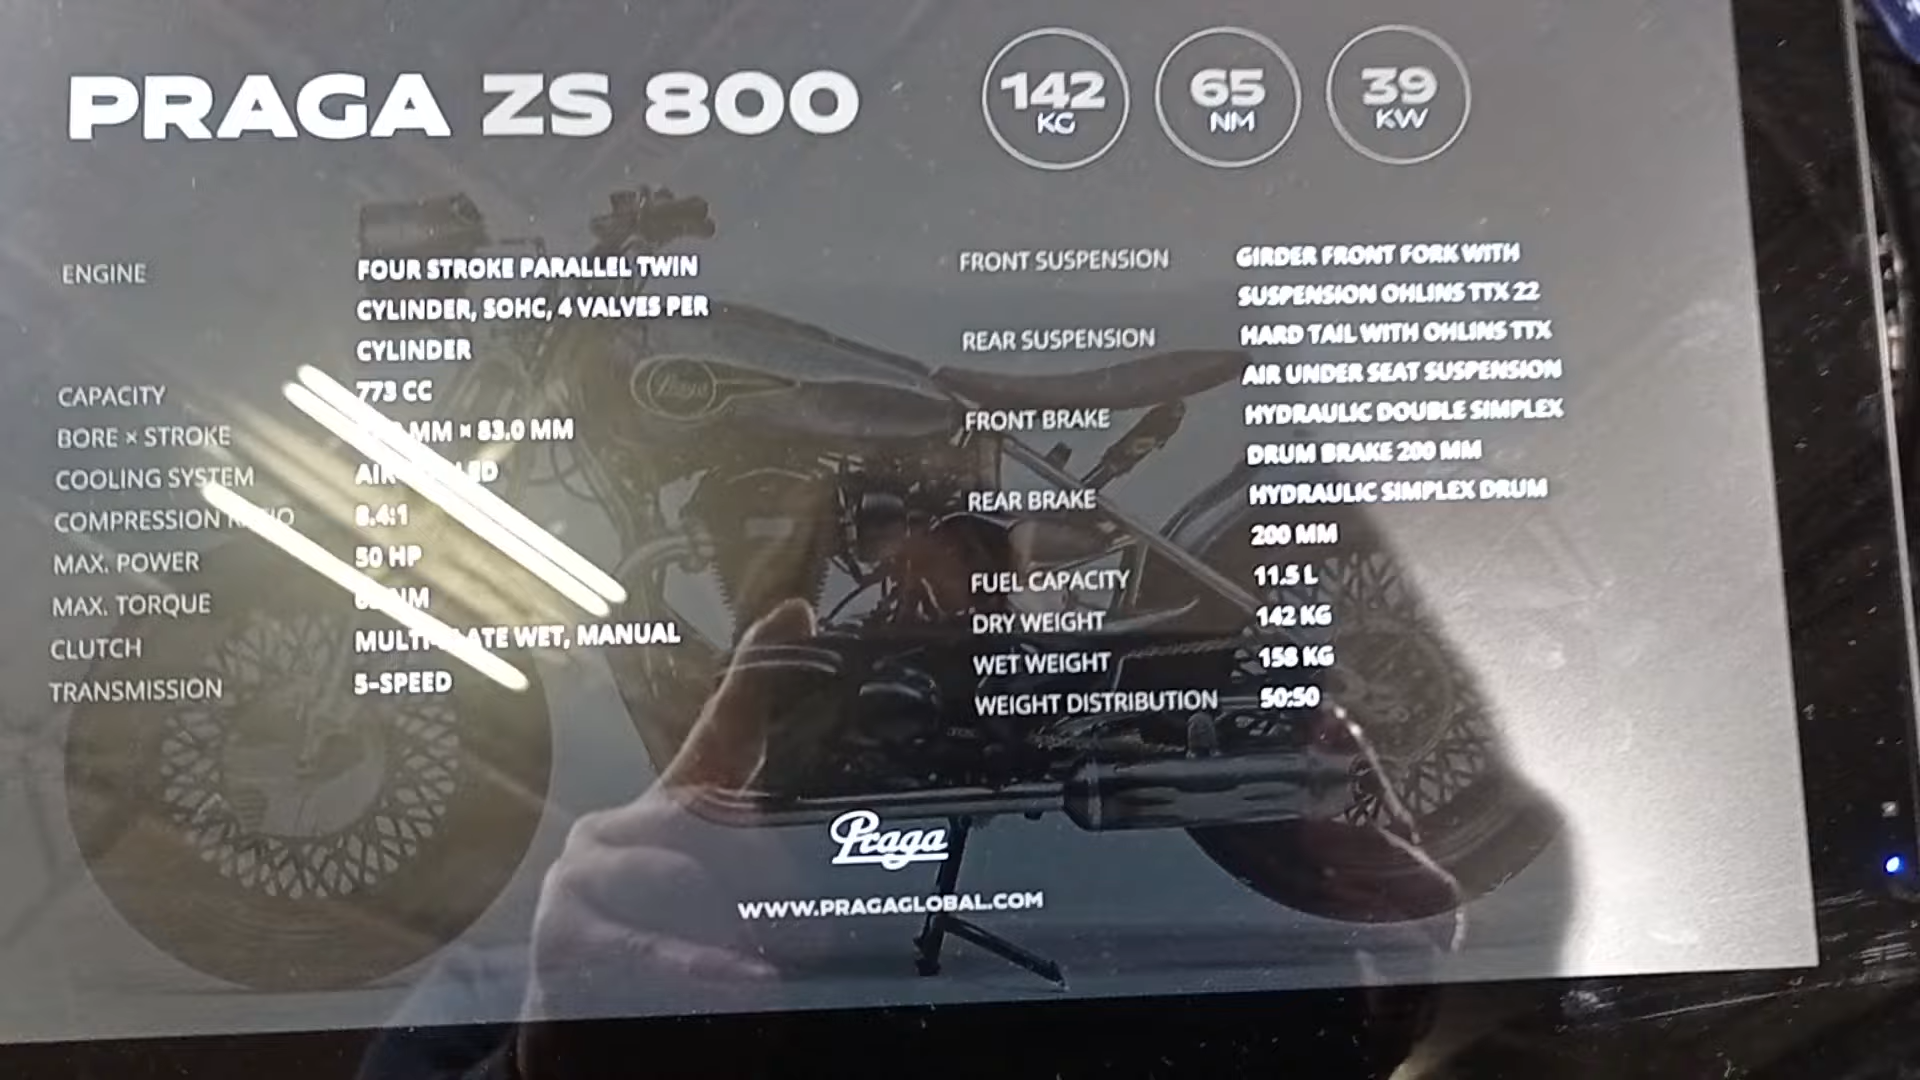 PRAGA ZS 800
142
KG
65
NM
39
KW
ENGINE
FOUR STROKE PARALLEL TWIN
CYLINDER, SOHC, 4 VALVES PER
CYLINDER
CAPACITY
773 CC
BORE × STROKE
MM × 83.0 MM
COOLING SYSTEM
COMPRESSION
8.4:1
MAX. POWER
50 HP
MAX. TORQUE
NM
CLUTCH
WET, MANUAL
TRANSMISSION
5-SPEED
FRONT SUSPENSION
GIRDER FRONT FORK WITH
SUSPENSION OHLINS TTX 22
REAR SUSPENSION
HARD TAIL WITH OHLINS TTX
AIR UNDER SEAT SUSPENSION
FRONT BRAKE
HYDRAULIC DOUBLE SIMPLEX
DRUM BRAKE 200 MM
REAR BRAKE
HYDRAULIC SIMPLEX DRUM
200 MM
FUEL CAPACITY
11.5 L
DRY WEIGHT
142 KG
WET WEIGHT
158 KG
WEIGHT DISTRIBUTION
50:50
Praga
Praga
WWW.PRAGAGLOBAL.COM